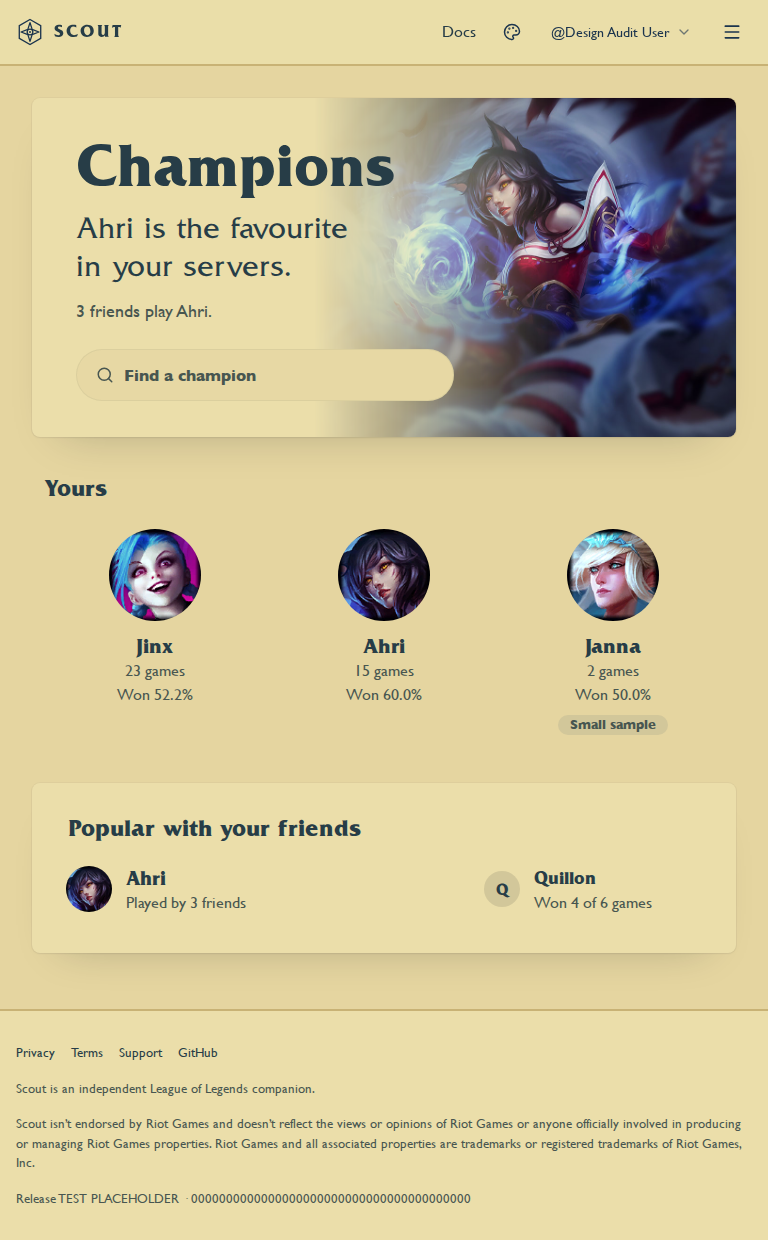 SCOUT
Docs
@Design Audit User
Champions
Ahri is the favourite
in your servers.
3 friends play Ahri.
Find a champion
Yours
Jinx
23 games
Won 52.2%
Ahri
15 games
Won 60.0%
Janna
2 games
Won 50.0%
Small sample
Popular with your friends
Ahri
Played by 3 friends
Q
Quillon
Won 4 of 6 games
Privacy Terms Support GitHub
Scout is an independent League of Legends companion.
Scout isn't endorsed by Riot Games and doesn't reflect the views or opinions of Riot Games or anyone officially involved in producing
or managing Riot Games properties. Riot Games and all associated properties are trademarks or registered trademarks of Riot Games,
Inc.
Release TEST PLACEHOLDER · 0000000000000000000000000000000000000000